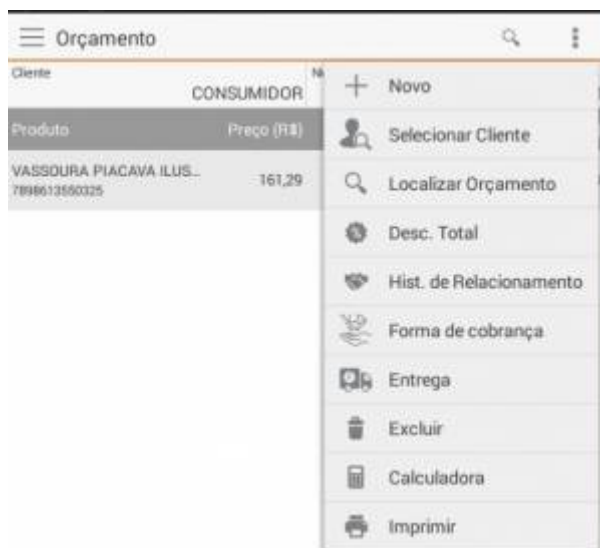 Orçamento
Cliente
CONSUMIDOR
Produto Preço (R$)
VASSOURA PIACAVA ILUS... 161,29
7898613550325
Novo
Selecionar Cliente
Localizar Orçamento
Desc. Total
Hist. de Relacionamento
Forma de cobrança
Entrega
Excluir
Calculadora
Imprimir